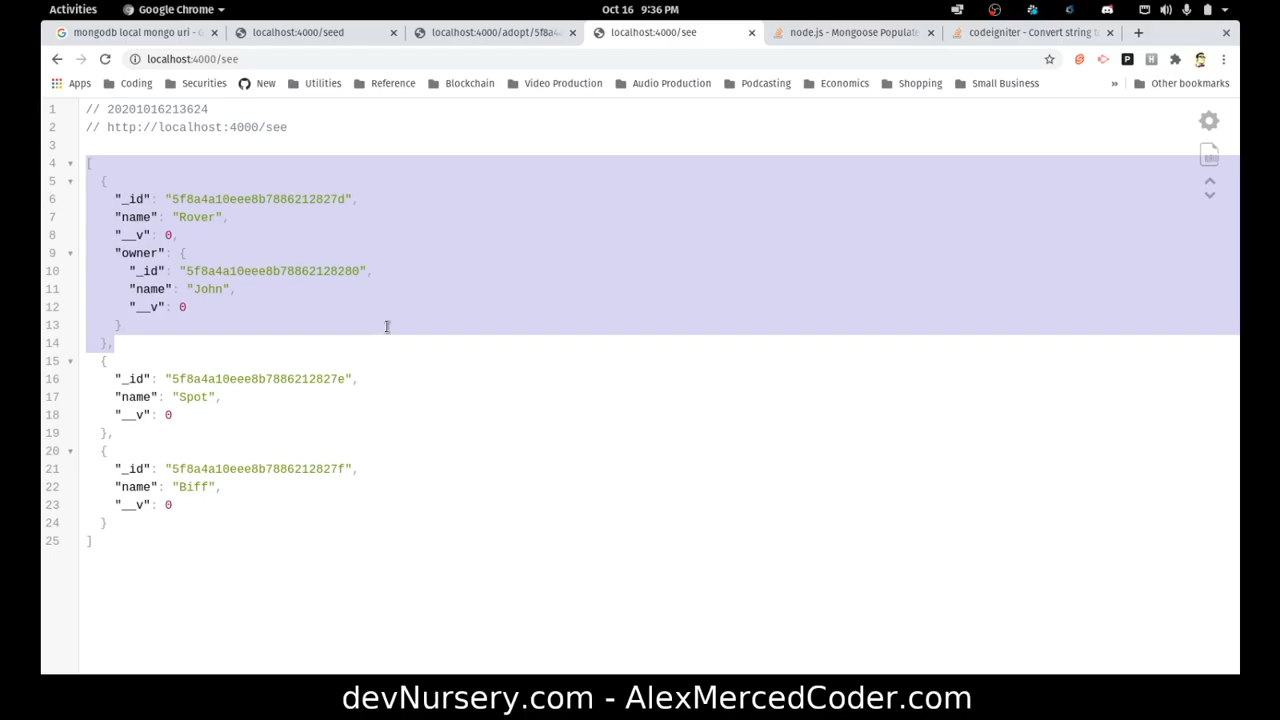 Activities Google Chrome Oct 16 9:36 PM
mongodb local mongo uri - G localhost:4000/seed localhost:4000/adopt/5f8a4 localhost:4000/see node.js - Mongoose Populate codeigniter - Convert string t
localhost:4000/see
Apps Coding Securities New Utilities Reference Blockchain Video Production Audio Production Podcasting Economics Shopping Small Business » Other bookmarks
1 // 20201016213624
2 // http://localhost:4000/see
3
4 [
5 {
6 "_id": "5f8a4a10eee8b7886212827d",
7 "name": "Rover",
8 "__v": 0,
9 "owner": {
10 "_id": "5f8a4a10eee8b78862128280",
11 "name": "John",
12 "__v": 0
13 }
14 },
15 {
16 "_id": "5f8a4a10eee8b7886212827e",
17 "name": "Spot",
18 "__v": 0
19 },
20 {
21 "_id": "5f8a4a10eee8b7886212827f",
22 "name": "Biff",
23 "__v": 0
24 }
25 ]
devNursery.com - AlexMercedCoder.com